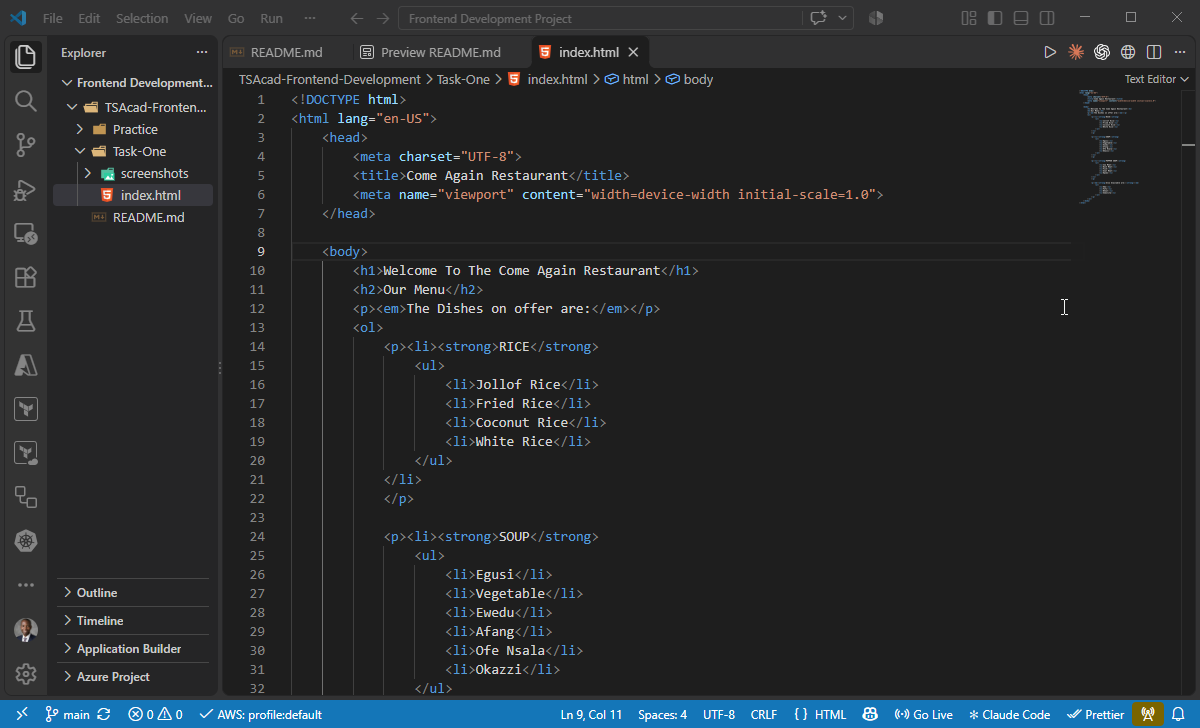 File Edit Selection View Go Run ··· Frontend Development Project
Explorer ···
Frontend Development...
TSAcad-Fronten...
Practice
Task-One
screenshots
index.html
README.md
Outline
Timeline
Application Builder
Azure Project
README.md Preview README.md index.html
TSAcad-Frontend-Development > Task-One > index.html > html > body
Text Editor
1 <!DOCTYPE html>
2 <html lang="en-US">
3 <head>
4 <meta charset="UTF-8">
5 <title>Come Again Restaurant</title>
6 <meta name="viewport" content="width=device-width initial-scale=1.0">
7 </head>
8
9 <body>
10 <h1>Welcome To The Come Again Restaurant</h1>
11 <h2>Our Menu</h2>
12 <p><em>The Dishes on offer are:</em></p>
13 <ol>
14 <p><li><strong>RICE</strong>
15 <ul>
16 <li>Jollof Rice</li>
17 <li>Fried Rice</li>
18 <li>Coconut Rice</li>
19 <li>White Rice</li>
20 </ul>
21 </li>
22 </p>
23
24 <p><li><strong>SOUP</strong>
25 <ul>
26 <li>Egusi</li>
27 <li>Vegetable</li>
28 <li>Ewedu</li>
29 <li>Afang</li>
30 <li>Ofe Nsala</li>
31 <li>Okazzi</li>
32 </ul>
main 0 0 AWS: profile:default Ln 9, Col 11 Spaces: 4 UTF-8 CRLF { } HTML Go Live Claude Code Prettier